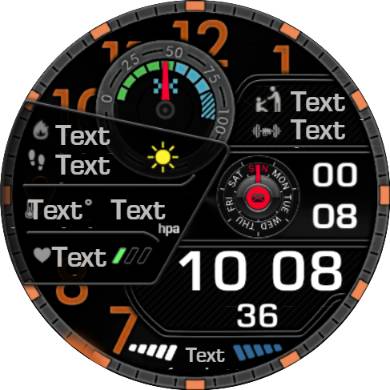 11 12 1
10
0 25 50 75 100
Text
Text
Text
Text
Text° Text
hpa
SAT SUN MON TUE WED THU FRI
00
08
Text
10 08
8
36
7
Text